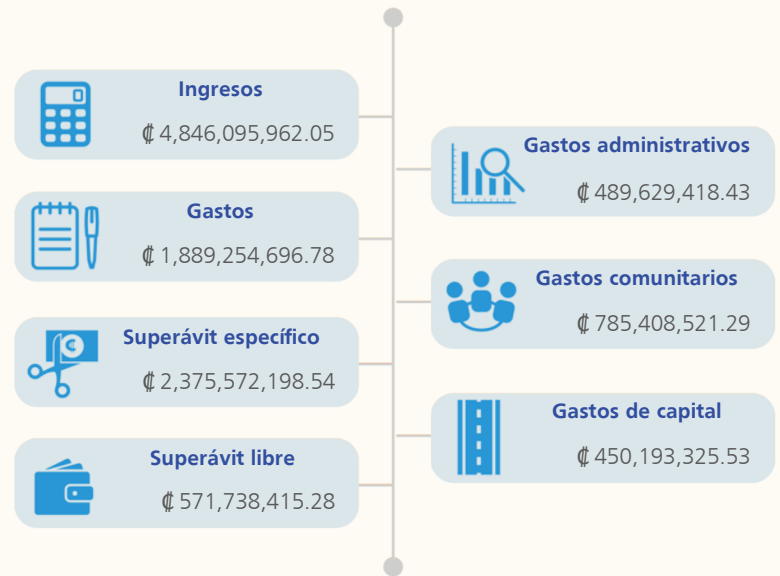 Ingresos
₡ 4,846,095,962.05
Gastos
₡ 1,889,254,696.78
Superávit específico
₡ 2,375,572,198.54
Superávit libre
₡ 571,738,415.28
Gastos administrativos
₡ 489,629,418.43
Gastos comunitarios
₡ 785,408,521.29
Gastos de capital
₡ 450,193,325.53